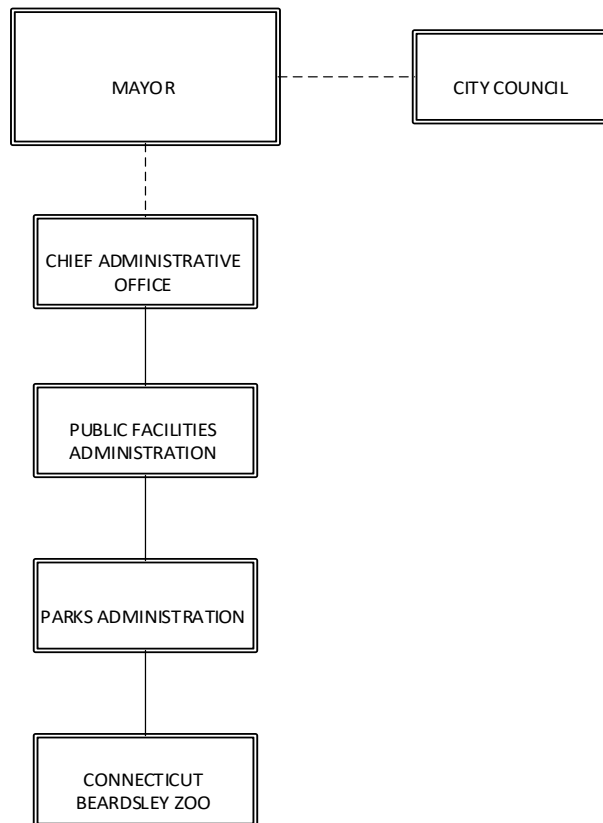 MAYOR
CITY COUNCIL
CHIEF ADMINISTRATIVE
OFFICE
PUBLIC FACILITIES
ADMINISTRATION
PARKS ADMINISTRATION
CONNECTICUT
BEARDSLEY ZOO